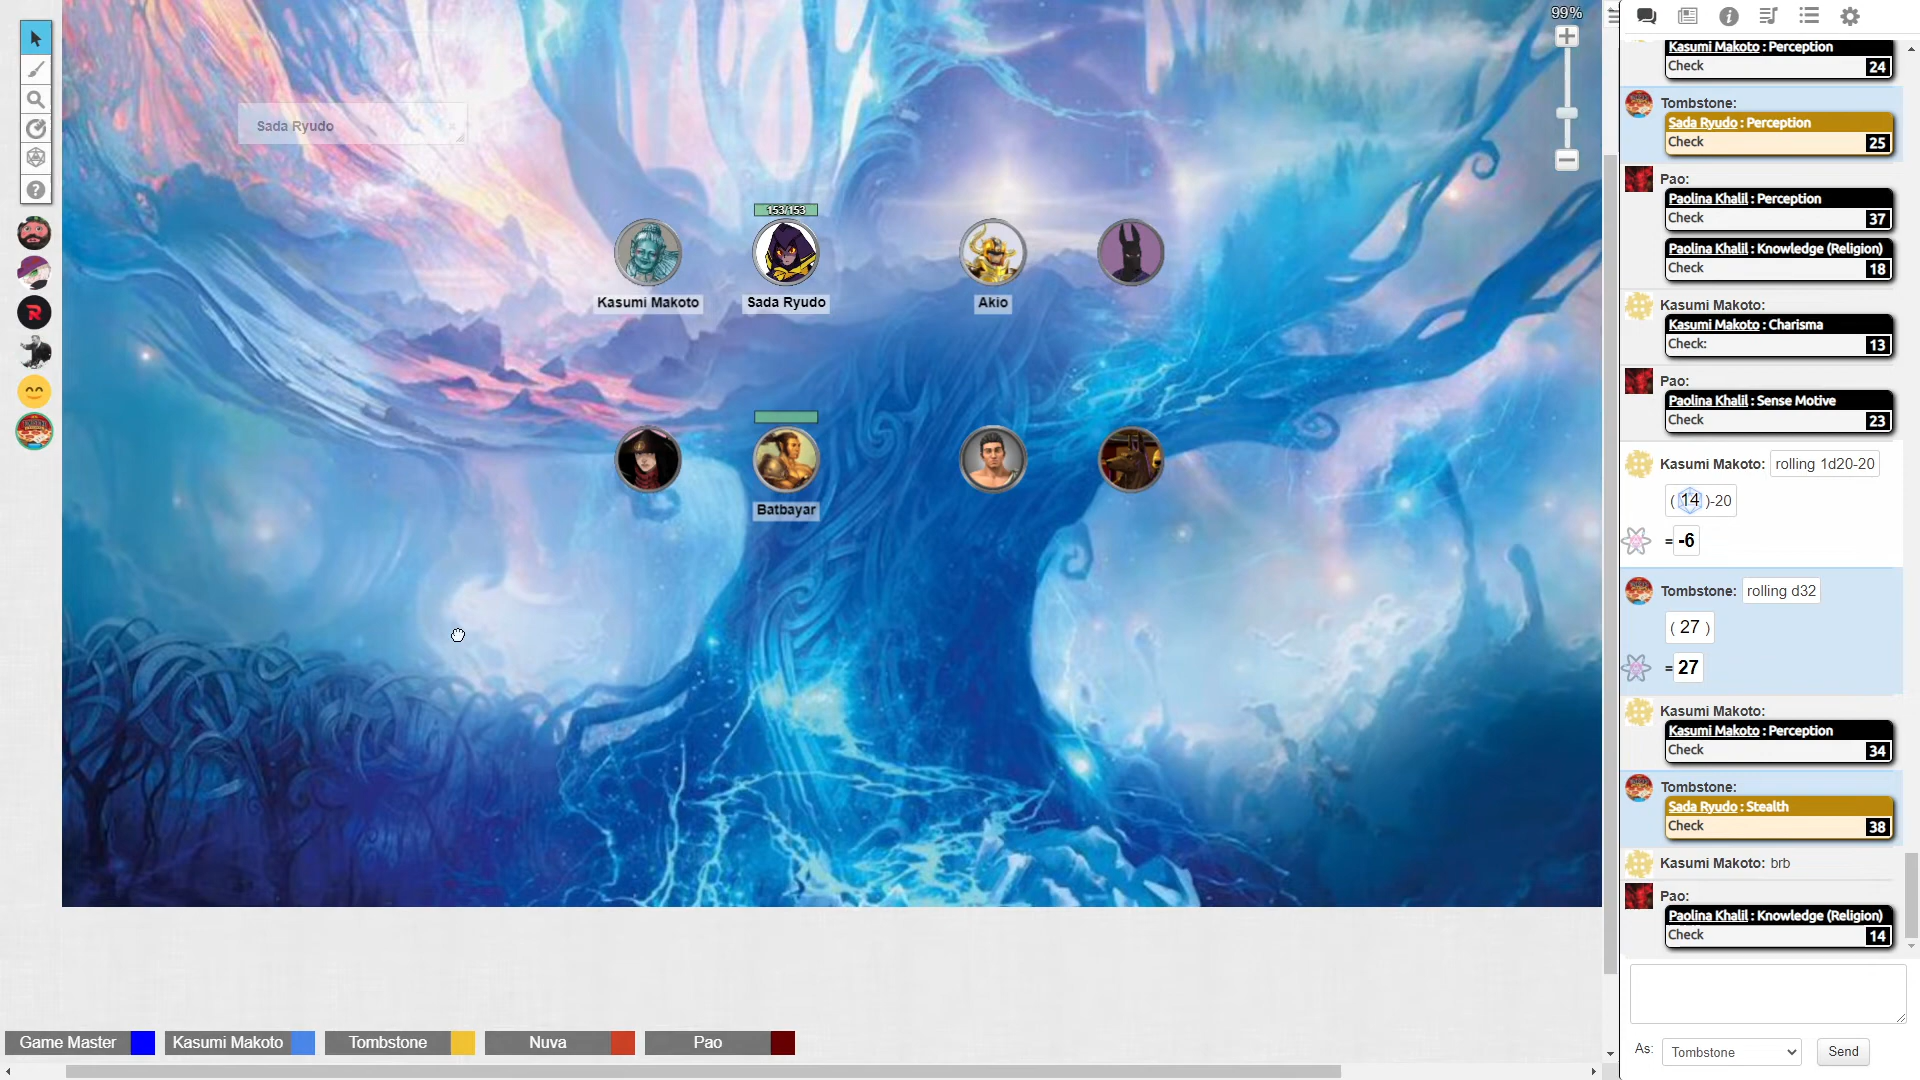 99%
Sada Ryudo
153/153
Kasumi Makoto
Sada Ryudo
Akio
Batbayar
Game Master
Kasumi Makoto
Tombstone
Nuva
Pao
Kasumi Makoto : Perception
Check
24
Tombstone:
Sada Ryudo : Perception
Check
25
Pao:
Paolina Khalil : Perception
Check
37
Paolina Khalil : Knowledge (Religion)
Check
18
Kasumi Makoto:
Kasumi Makoto : Charisma
Check:
13
Pao:
Paolina Khalil : Sense Motive
Check
23
Kasumi Makoto: rolling 1d20-20
(14)-20
=-6
Tombstone: rolling d32
(27)
=27
Kasumi Makoto:
Kasumi Makoto : Perception
Check
34
Tombstone:
Sada Ryudo : Stealth
Check
38
Kasumi Makoto: brb
Pao:
Paolina Khalil : Knowledge (Religion)
Check
14
As: Tombstone
Send